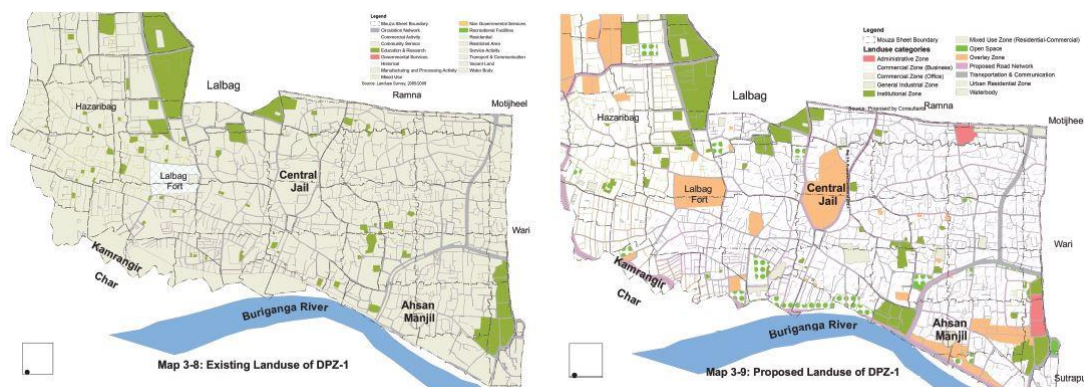 Legend
Mouza Sheet Boundary
Circulation Network
Commercial Activity
Community Service
Education & Research
Governmental Services
Historical
Manufacturing and Processing Activity
Mixed Use
Non Governmental Services
Recreational Facilities
Residential
Restricted Area
Service Activity
Transport & Communication
Vacant Land
Water Body
Lalbag
Ramna
Motijheel
Hazaribag
Lalbag
Fort
Central
Jail
Wari
Kamrangir
Char
Buriganga River
Ahsan
Manjil
Map 3-8: Existing Landuse of DPZ-1
Legend
Mouza Sheet Boundary
Landuse categories
Administrative Zone
Commercial Zone (Business)
Commercial Zone (Office)
General Industrial Zone
Institutional Zone
Mixed Use Zone (Residential-Commercial)
Open Space
Overlay Zone
Proposed Road Network
Transportation & Communication
Urban Residential Zone
Waterbody
Source: Proposed by Consultant
Lalbag
Ramna
Motijhee
Hazaribag
Lalbag
Fort
Central
Jail
Wari
Kamrangir
Char
Buriganga River
Ahsan
Manjil
Map 3-9: Proposed Landuse of DPZ-1
Sutrapu